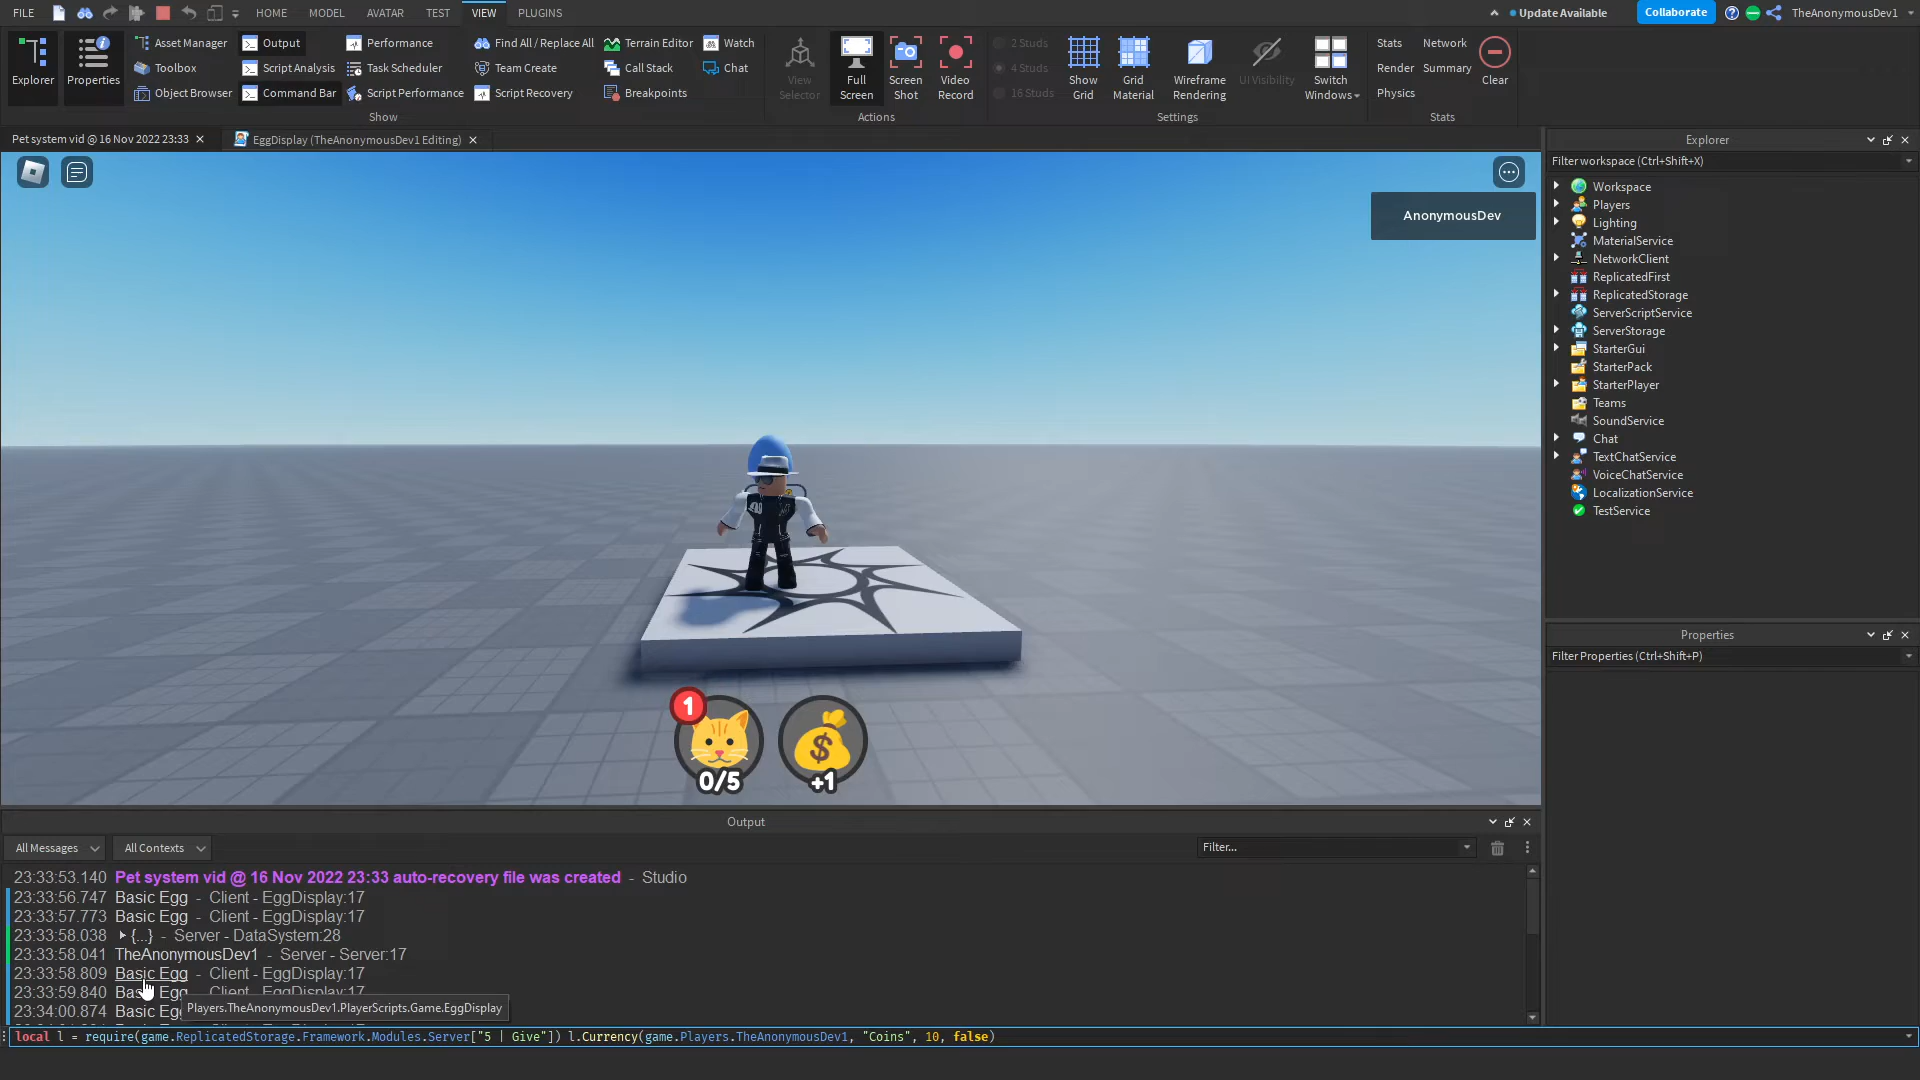 FILE HOME MODEL AVATAR TEST VIEW PLUGINS Update Available Collaborate TheAnonymousDev1
Explorer
Properties
Asset Manager
Toolbox
Object Browser
Output
Script Analysis
Command Bar
Performance
Task Scheduler
Script Performance
Find All / Replace All
Team Create
Script Recovery
Terrain Editor
Call Stack
Breakpoints
Watch
Chat
Show
View
Selector
Full
Screen
Screen
Shot
Video
Record
Actions
2 Studs
4 Studs
16 Studs
Show
Grid
Grid
Material
Wireframe
Rendering
UI Visibility
Switch
Windows
Settings
Stats
Render
Physics
Network
Summary
Clear
Stats
Pet system vid @ 16 Nov 2022 23:33
EggDisplay (TheAnonymousDev1 Editing)
AnonymousDev
1
0/5
+1
Explorer
Filter workspace (Ctrl+Shift+X)
Workspace
Players
Lighting
MaterialService
NetworkClient
ReplicatedFirst
ReplicatedStorage
ServerScriptService
ServerStorage
StarterGui
StarterPack
StarterPlayer
Teams
SoundService
Chat
TextChatService
VoiceChatService
LocalizationService
TestService
Properties
Filter Properties (Ctrl+Shift+P)
Output
All Messages All Contexts Filter...
23:33:53.140 Pet system vid @ 16 Nov 2022 23:33 auto-recovery file was created - Studio
23:33:56.747 Basic Egg - Client - EggDisplay:17
23:33:57.773 Basic Egg - Client - EggDisplay:17
23:33:58.038 {...} - Server - DataSystem:28
23:33:58.041 TheAnonymousDev1 - Server - Server:17
23:33:58.809 Basic Egg - Client - EggDisplay:17
23:33:59.840 Basic Egg - Client - EggDisplay:17
23:34:00.874 Basic
Players.TheAnonymousDev1.PlayerScripts.Game.EggDisplay
local l = require(game.ReplicatedStorage.Framework.Modules.Server["5 | Give"]) l.Currency(game.Players.TheAnonymousDev1, "Coins", 10, false)